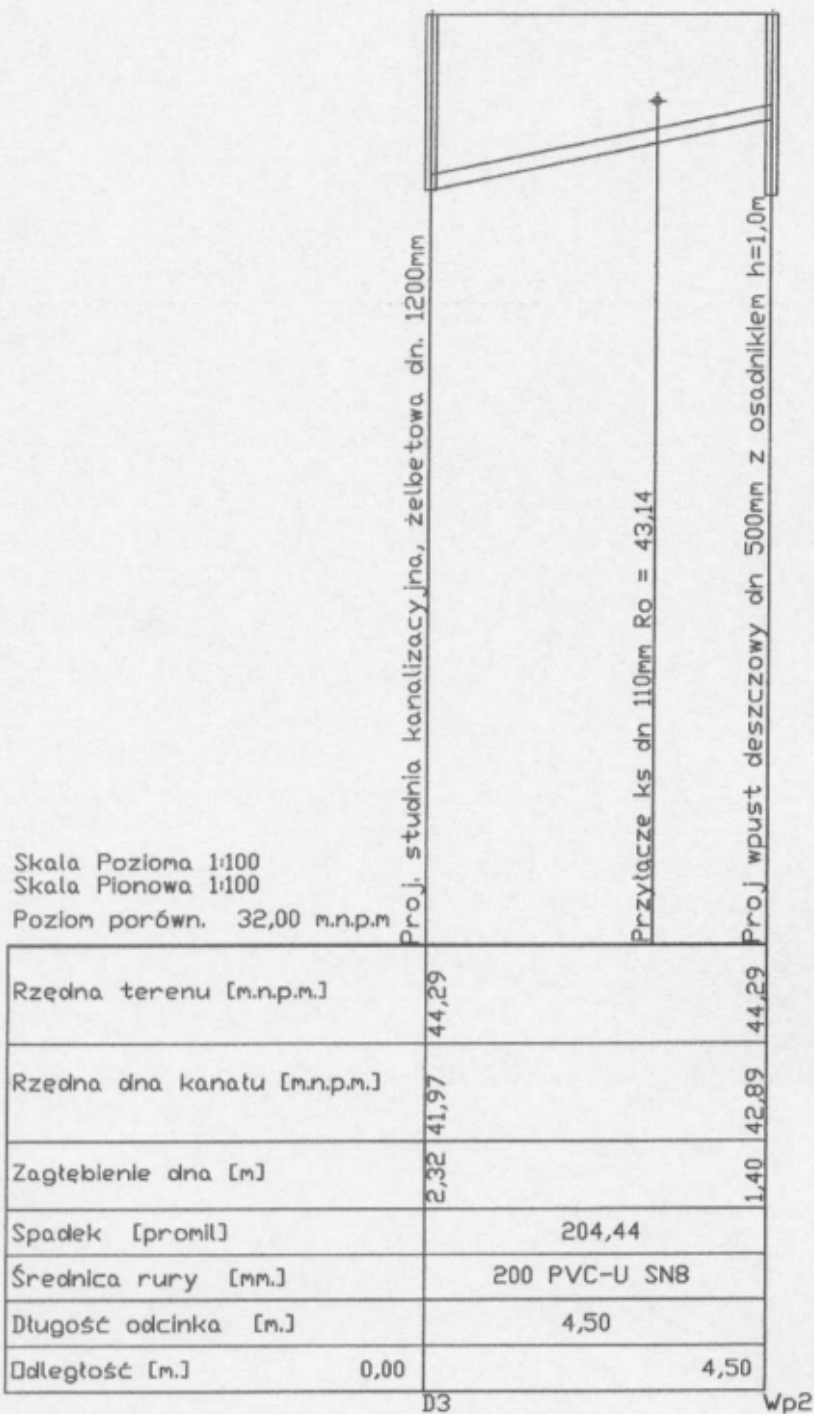 Proj. studnia kanalizacyjna, żelbetowa dn. 1200mm
Przyłącze ks dn 110mm Ro = 43,14
Proj wpust deszczowy dn 500mm z osadnikiem h=1,0m
Skala Pozioma 1:100
Skala Pionowa 1:100
Poziom porówn. 32,00 m.n.p.m
Rzędna terenu [m.n.p.m.] 44,29 44,29
Rzędna dna kanału [m.n.p.m.] 41,97 42,89
Zagłębienie dna [m] 2,32 1,40
Spadek [promil] 204,44
Średnica rury [mm.] 200 PVC-U SN8
Długość odcinka [m.] 4,50
Odległość [m.] 0,00 4,50
D3 Wp2